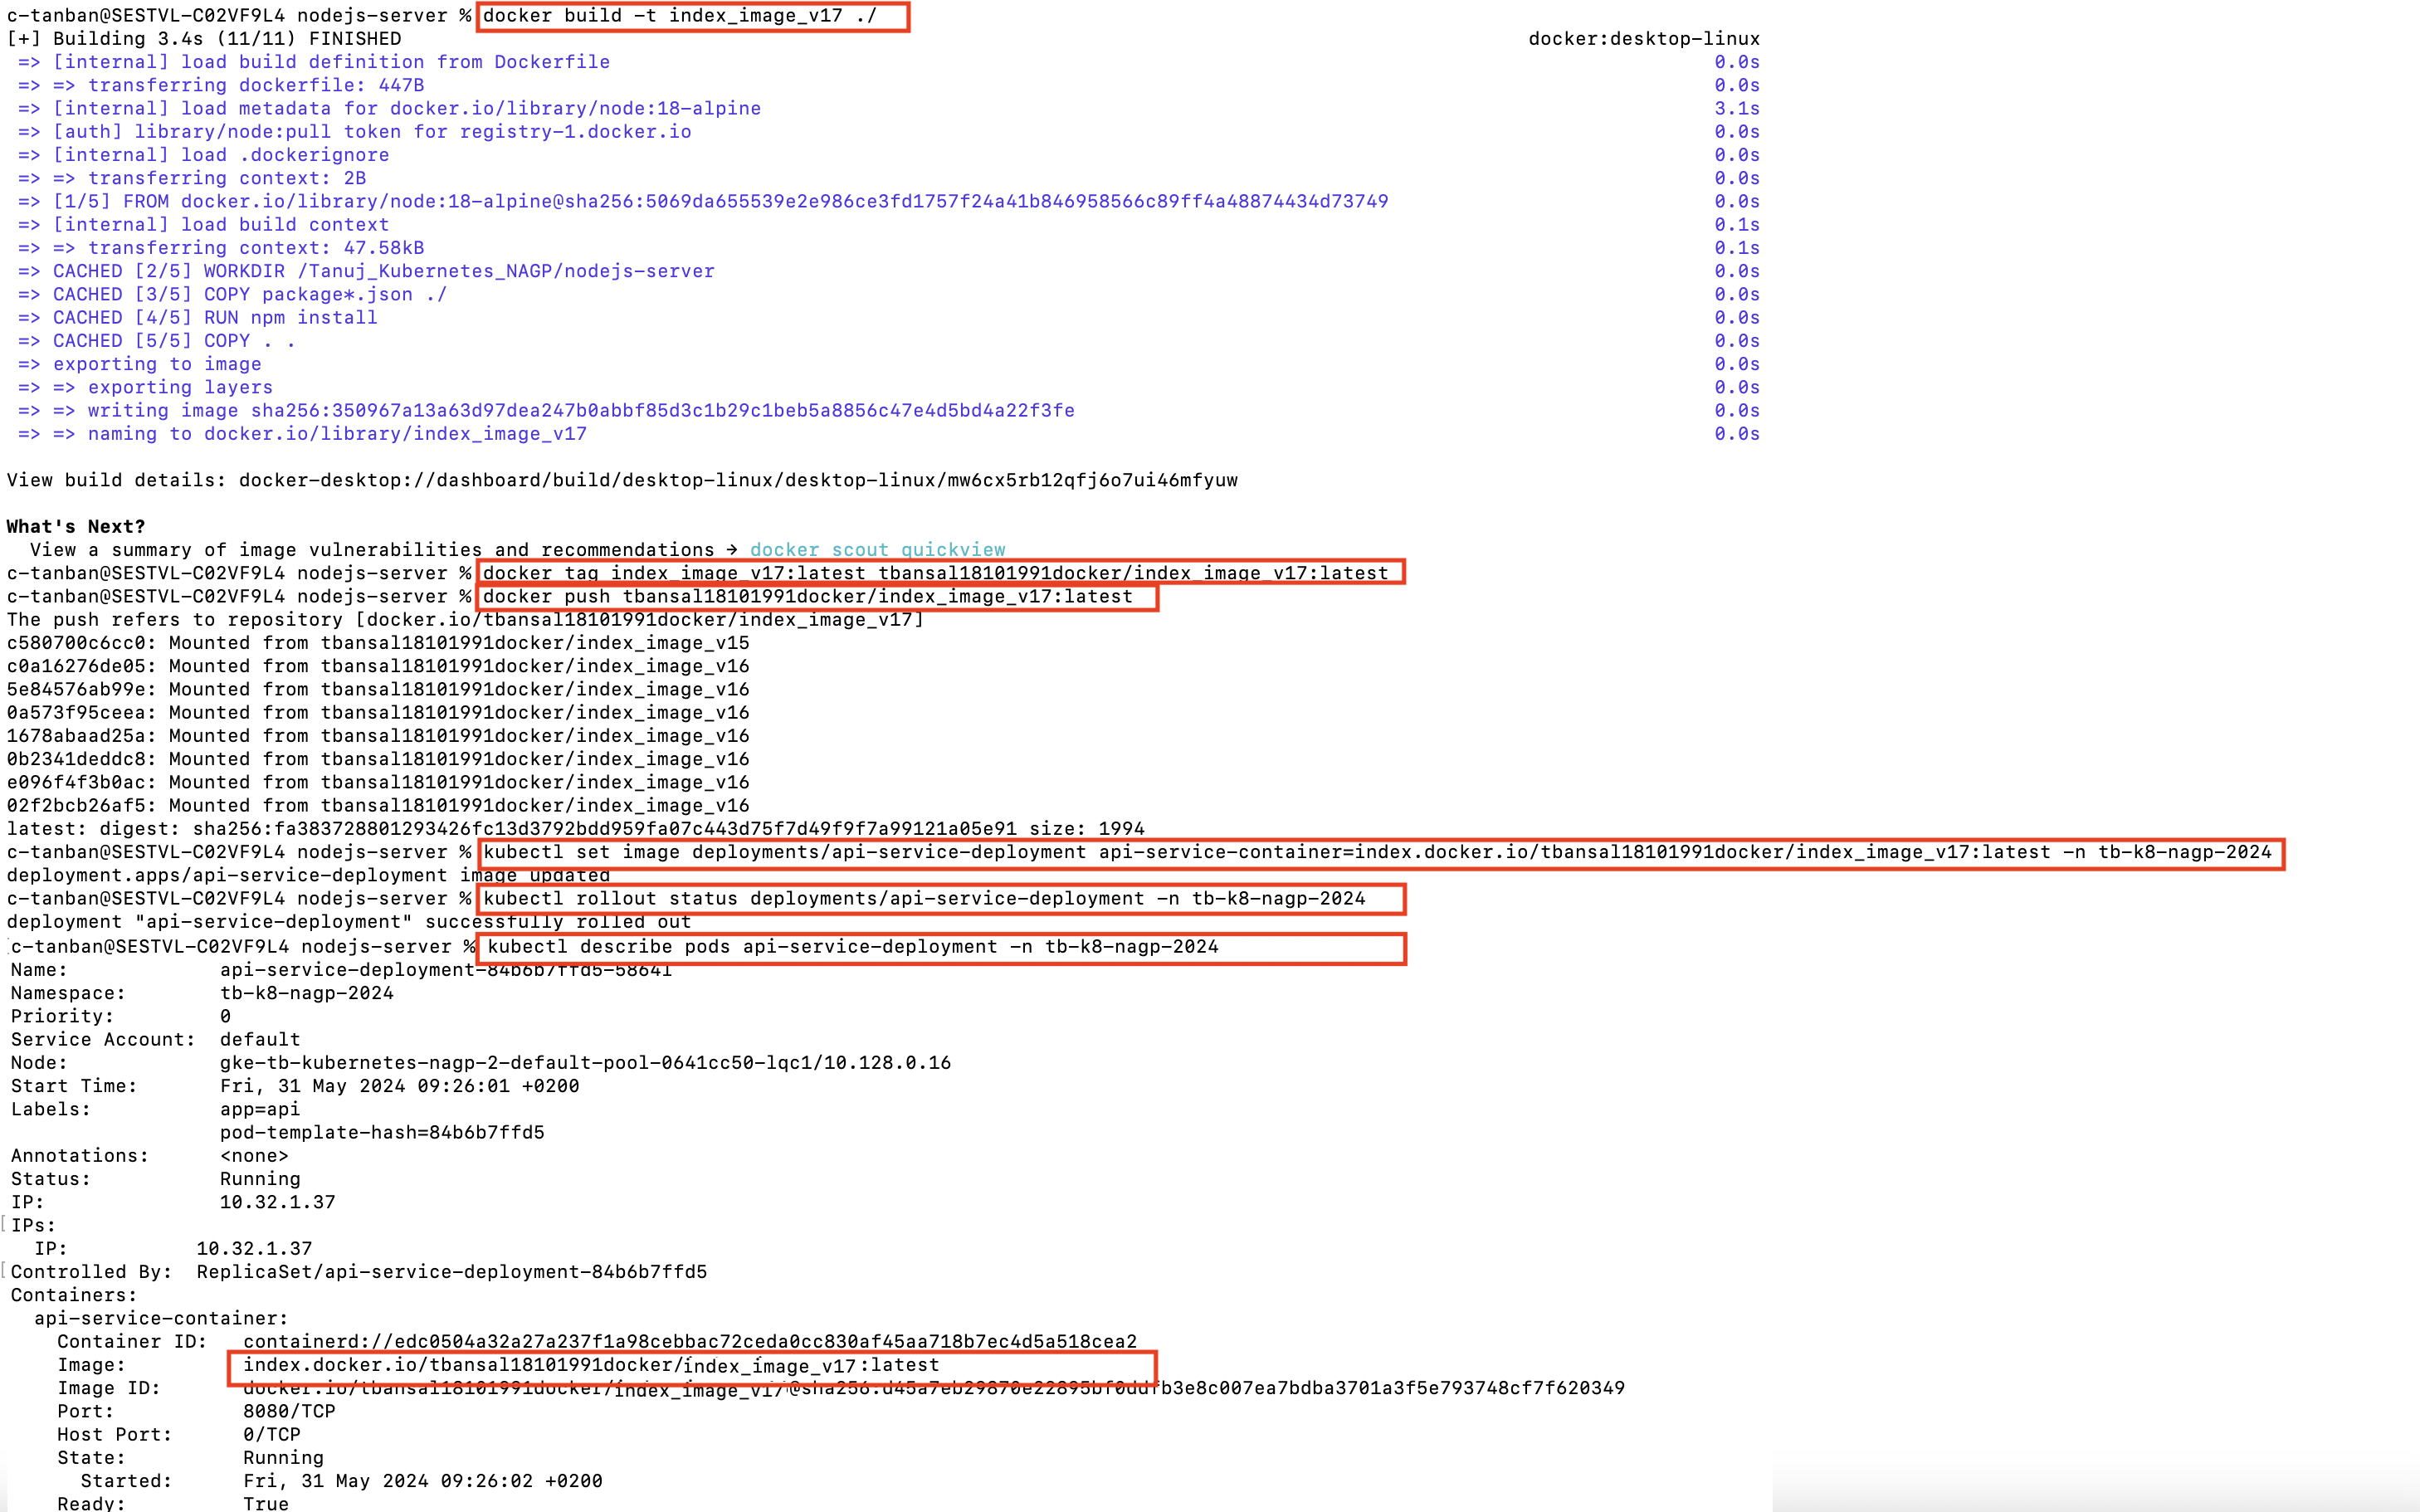 c-tanban@SESTVL-C02VF9L4 nodejs-server % docker build -t index_image_v17 ./
[+] Building 3.4s (11/11) FINISHED docker:desktop-linux
=> [internal] load build definition from Dockerfile 0.0s
=> => transferring dockerfile: 447B 0.0s
=> [internal] load metadata for docker.io/library/node:18-alpine 3.1s
=> [auth] library/node:pull token for registry-1.docker.io 0.0s
=> [internal] load .dockerignore 0.0s
=> => transferring context: 2B 0.0s
=> [1/5] FROM docker.io/library/node:18-alpine@sha256:5069da655539e2e986ce3fd1757f24a41b846958566c89ff4a48874434d73749 0.0s
=> [internal] load build context 0.1s
=> => transferring context: 47.58kB 0.1s
=> CACHED [2/5] WORKDIR /Tanuj_Kubernetes_NAGP/nodejs-server 0.0s
=> CACHED [3/5] COPY package*.json ./ 0.0s
=> CACHED [4/5] RUN npm install 0.0s
=> CACHED [5/5] COPY . . 0.0s
=> exporting to image 0.0s
=> => exporting layers 0.0s
=> => writing image sha256:350967a13a63d97dea247b0abbf85d3c1b29c1beb5a8856c47e4d5bd4a22f3fe 0.0s
=> => naming to docker.io/library/index_image_v17 0.0s
View build details: docker-desktop://dashboard/build/desktop-linux/desktop-linux/mw6cx5rb12qfj6o7ui46mfyuw
What's Next?
View a summary of image vulnerabilities and recommendations → docker scout quickview
c-tanban@SESTVL-C02VF9L4 nodejs-server % docker tag index_image_v17:latest tbansal18101991docker/index_image_v17:latest
c-tanban@SESTVL-C02VF9L4 nodejs-server % docker push tbansal18101991docker/index_image_v17:latest
The push refers to repository [docker.io/tbansal18101991docker/index_image_v17]
c580700c6cc0: Mounted from tbansal18101991docker/index_image_v15
c0a16276de05: Mounted from tbansal18101991docker/index_image_v16
5e84576ab99e: Mounted from tbansal18101991docker/index_image_v16
0a573f95ceea: Mounted from tbansal18101991docker/index_image_v16
1678abaad25a: Mounted from tbansal18101991docker/index_image_v16
0b2341deddc8: Mounted from tbansal18101991docker/index_image_v16
e096f4f3b0ac: Mounted from tbansal18101991docker/index_image_v16
02f2bcb26af5: Mounted from tbansal18101991docker/index_image_v16
latest: digest: sha256:fa383728801293426fc13d3792bdd959fa07c443d75f7d49f9f7a99121a05e91 size: 1994
c-tanban@SESTVL-C02VF9L4 nodejs-server % kubectl set image deployments/api-service-deployment api-service-container=index.docker.io/tbansal18101991docker/index_image_v17:latest -n tb-k8-nagp-2024
deployment.apps/api-service-deployment image updated
c-tanban@SESTVL-C02VF9L4 nodejs-server % kubectl rollout status deployments/api-service-deployment -n tb-k8-nagp-2024
deployment "api-service-deployment" successfully rolled out
c-tanban@SESTVL-C02VF9L4 nodejs-server % kubectl describe pods api-service-deployment -n tb-k8-nagp-2024
Name: api-service-deployment-84b6b7ffd5-58641
Namespace: tb-k8-nagp-2024
Priority: 0
Service Account: default
Node: gke-tb-kubernetes-nagp-2-default-pool-0641cc50-lqc1/10.128.0.16
Start Time: Fri, 31 May 2024 09:26:01 +0200
Labels: app=api
pod-template-hash=84b6b7ffd5
Annotations: <none>
Status: Running
IP: 10.32.1.37
[IPs:
IP: 10.32.1.37
[Controlled By: ReplicaSet/api-service-deployment-84b6b7ffd5
Containers:
api-service-container:
Container ID: containerd://edc0504a32a27a237f1a98cebbac72ceda0cc830af45aa718b7ec4d5a518cea2
Image: index.docker.io/tbansal18101991docker/index_image_v17:latest
Image ID: docker.io/tbansal18101991docker/index_image_v17@sha256:d45a7eb29870e22895bf0ddfb3e8c007ea7bdba3701a3f5e793748cf7f620349
Port: 8080/TCP
Host Port: 0/TCP
State: Running
Started: Fri, 31 May 2024 09:26:02 +0200
Ready: True